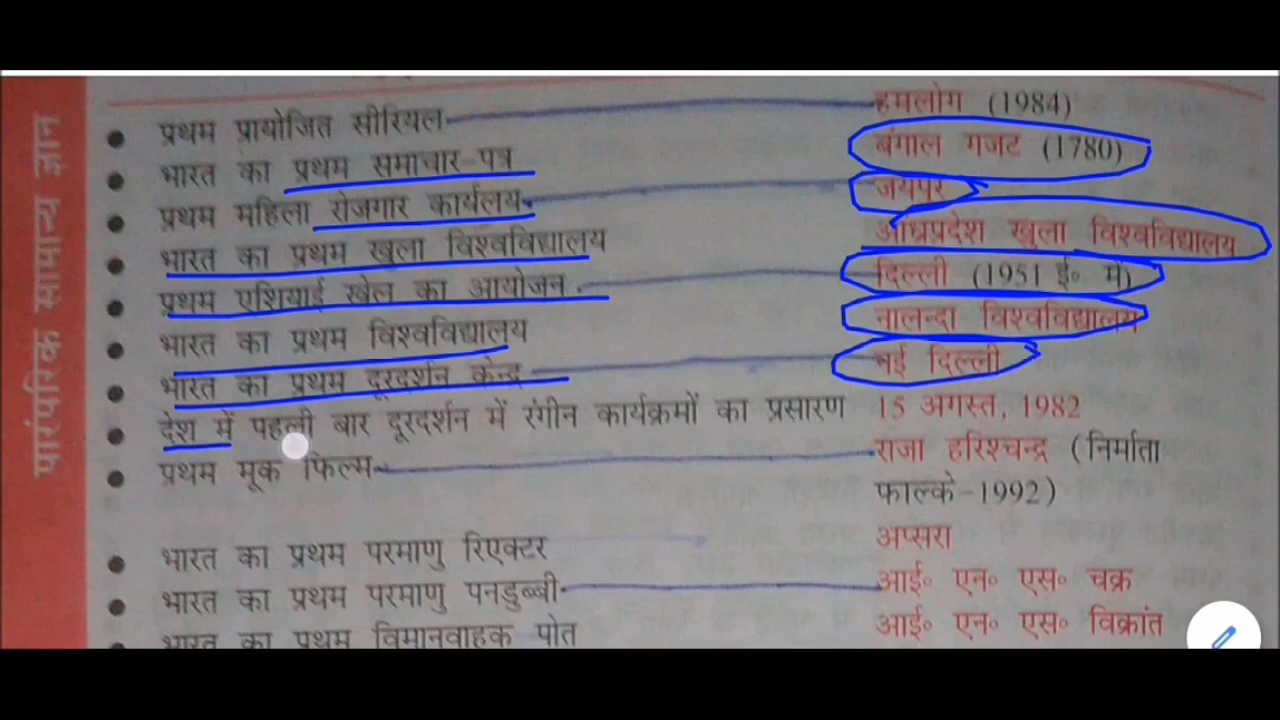 पारंपरिक सामान्य ज्ञान
प्रथम प्रायोजित सीरियल हमलोग (1984)
भारत का प्रथम समाचार-पत्र बंगाल गजट (1780)
प्रथम महिला रोजगार कार्यलय जयपुर
भारत का प्रथम खुला विश्वविद्यालय आंध्रप्रदेश खुला विश्वविद्यालय
प्रथम एशियाई खेल का आयोजन दिल्ली (1951 ई० में)
भारत का प्रथम विश्वविद्यालय नालन्दा विश्वविद्यालय
भारत का प्रथम दूरदर्शन केन्द्र नई दिल्ली
देश में पहली बार दूरदर्शन में रंगीन कार्यक्रमों का प्रसारण 15 अगस्त, 1982
प्रथम मूक फिल्म राजा हरिश्चन्द्र (निर्माता
फाल्के-1992)
भारत का प्रथम परमाणु रिएक्टर अप्सरा
भारत का प्रथम परमाणु पनडुब्बी आई० एन० एस० चक्र
भारत का प्रथम विमानवाहक पोत आई० एन० एस० विक्रांत